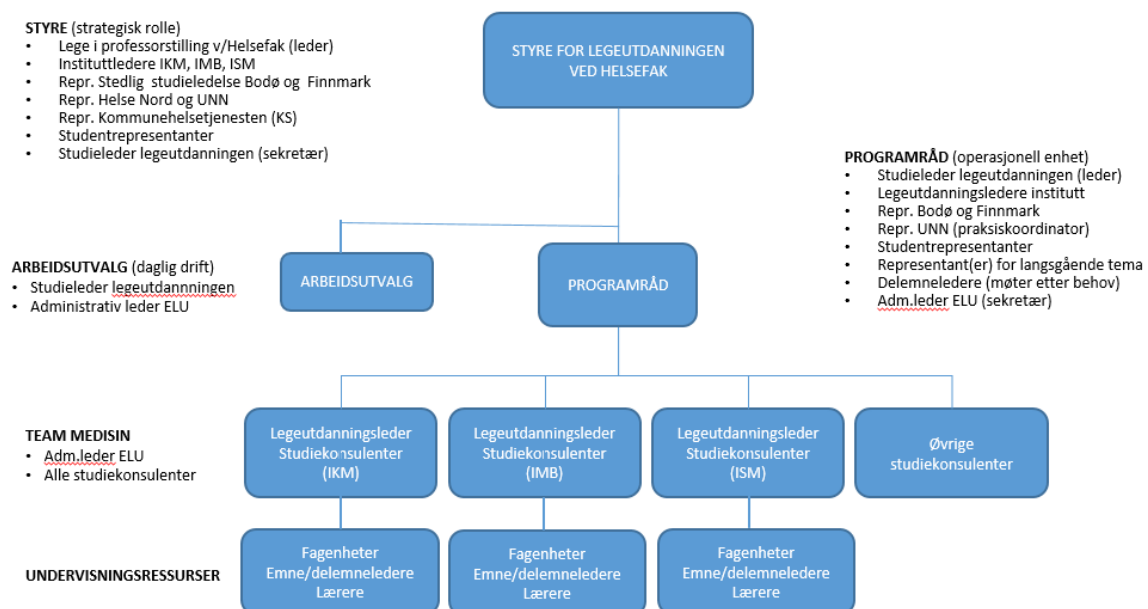 STYRE (strategisk rolle)
• Lege i professorstilling v/Helsefak (leder)
• Instituttledere IKM, IMB, ISM
• Repr. Stedlig studieledelse Bodø og Finnmark
• Repr. Helse Nord og UNN
• Repr. Kommunehelsetjenesten (KS)
• Studentrepresentanter
• Studieleder legeutdanningen (sekretær)
STYRE FOR LEGEUTDANNINGEN
VED HELSEFAK
PROGRAMRÅD (operasjonell enhet)
• Studieleder legeutdanningen (leder)
• Legeutdanningsledere institutt
• Repr. Bodø og Finnmark
• Repr. UNN (praksiskoordinator)
• Studentrepresentanter
• Representant(er) for langsgående tema
• Delemneledere (møter etter behov)
• Adm.leder ELU (sekretær)
ARBEIDSUTVALG (daglig drift)
• Studieleder legeutdannningen
• Administrativ leder ELU
ARBEIDSUTVALG
PROGRAMRÅD
TEAM MEDISIN
• Adm.leder ELU
• Alle studiekonsulenter
Legeutdanningsleder
Studiekonsulenter
(IKM)
Legeutdanningsleder
Studiekonsulenter
(IMB)
Legeutdanningsleder
Studiekonsulenter
(ISM)
Øvrige
studiekonsulenter
UNDERVISNINGSRESSURSER
Fagenheter
Emne/delemneledere
Lærere
Fagenheter
Emne/delemneledere
Lærere
Fagenheter
Emne/delemneledere
Lærere